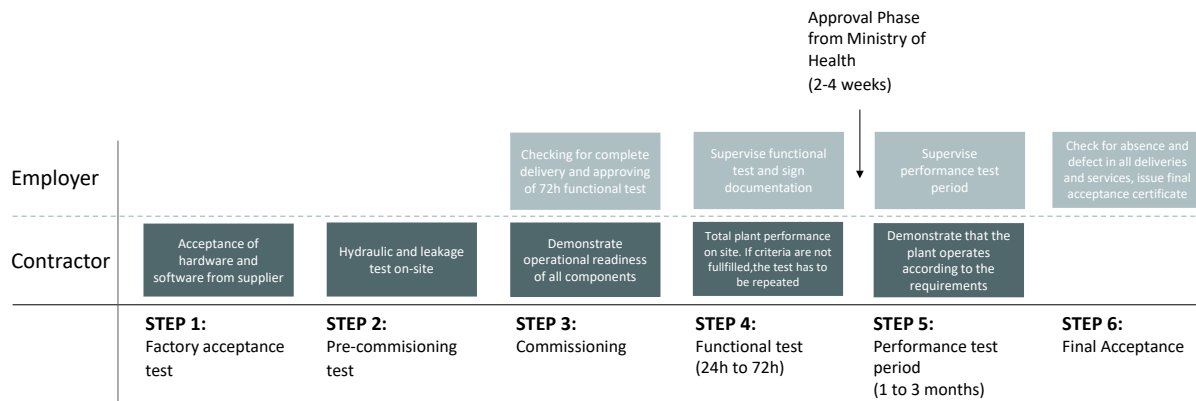 Approval Phase
from Ministry of
Health
(2-4 weeks)
Employer
Checking for complete
delivery and approving
of 72h functional test
Supervise functional
test and sign
documentation
Supervise
performance test
period
Check for absence and
defect in all deliveries
and services, issue final
acceptance certificate
Contractor
Acceptance of
hardware and
software from supplier
Hydraulic and leakage
test on-site
Demonstrate
operational readiness
of all components
Total plant performance
on site. If criteria are not
fullfilled,the test has to
be repeated
Demonstrate that the
plant operates
according to the
requirements
STEP 1:
Factory acceptance
test
STEP 2:
Pre-commisioning
test
STEP 3:
Commissioning
STEP 4:
Functional test
(24h to 72h)
STEP 5:
Performance test
period
(1 to 3 months)
STEP 6:
Final Acceptance